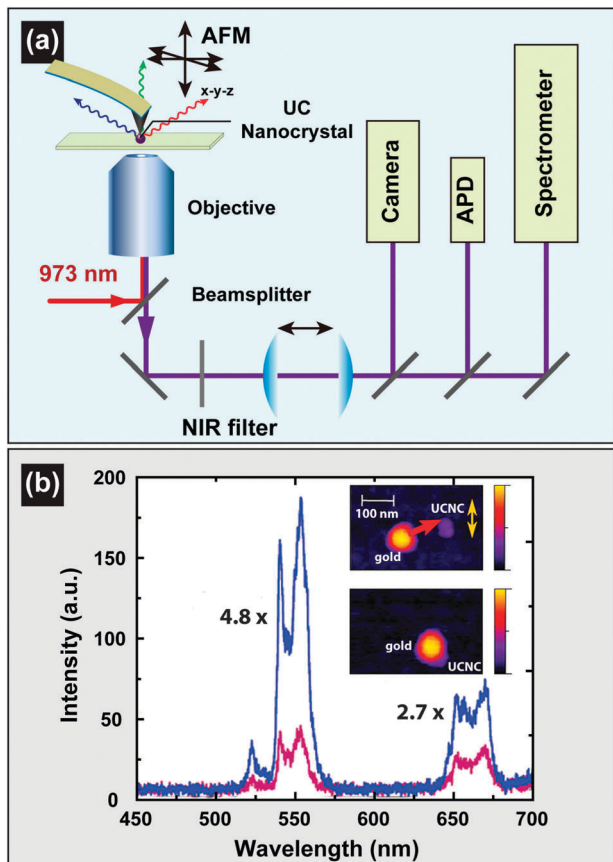 (a)
AFM
x-y-z
UC
Nanocrystal
Objective
973 nm
Beamsplitter
NIR filter
Camera
APD
Spectrometer
(b)
200
150
100
50
0
Intensity (a.u.)
450
500
550
600
650
700
Wavelength (nm)
4.8 x
2.7 x
100 nm
UCNC
gold
gold
UCNC